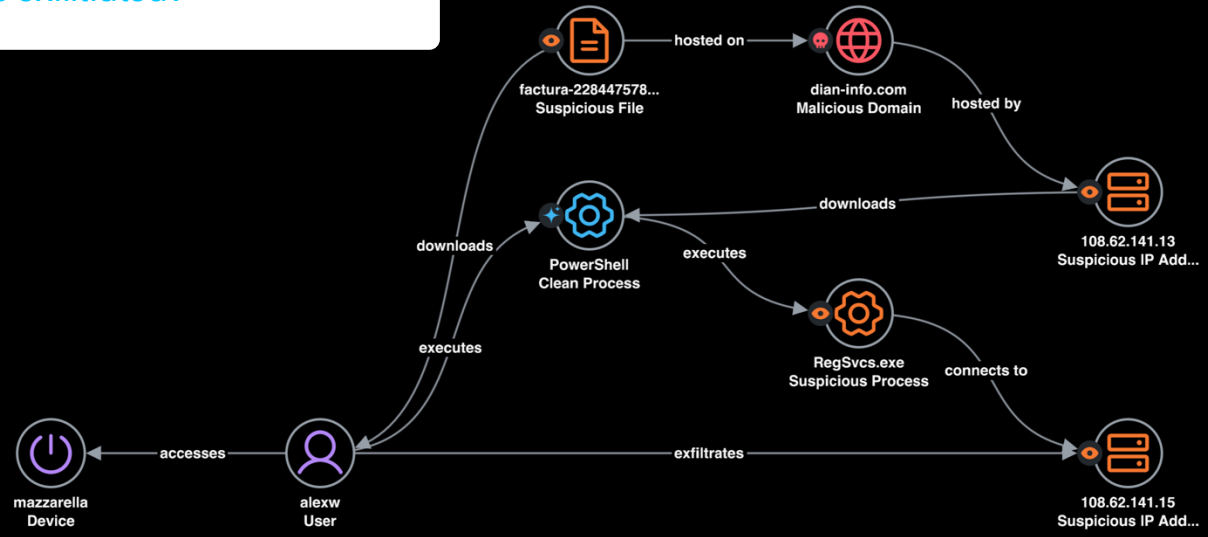 exfiltrated?
hosted on
factura-228447578...
Suspicious File
dian-info.com
Malicious Domain
hosted by
downloads
108.62.141.13
Suspicious IP Add...
downloads
PowerShell
Clean Process
executes
executes
RegSvcs.exe
Suspicious Process
connects to
accesses
exfiltrates
mazzarella
Device
alexw
User
108.62.141.15
Suspicious IP Add...